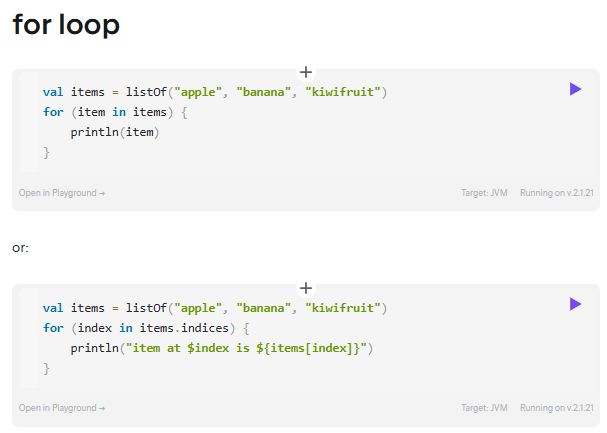 for loop
val items = listOf("apple", "banana", "kiwifruit")
for (item in items) {
    println(item)
}
Open in Playground →
Target: JVM
Running on v.2.1.21
or:
val items = listOf("apple", "banana", "kiwifruit")
for (index in items.indices) {
    println("item at $index is ${items[index]}")
}
Open in Playground →
Target: JVM
Running on v.2.1.21